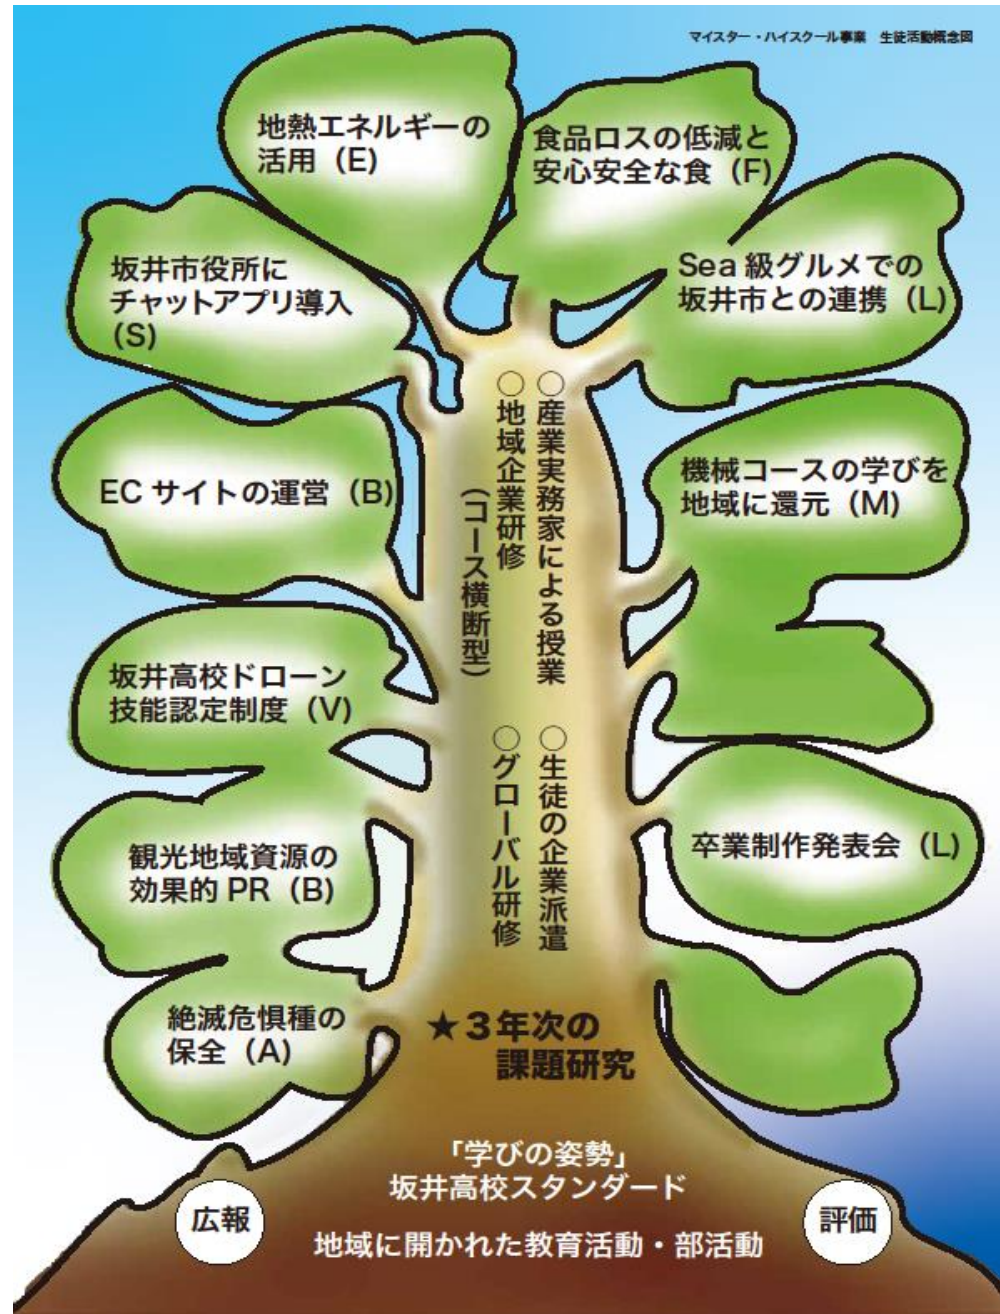 マイスター・ハイスクール事業　生徒活動概念図
地熱エネルギーの
活用（E）
食品ロスの低減と
安心安全な食（F）
坂井市役所に
チャットアプリ導入
（S）
Sea 級グルメでの
坂井市との連携（L）
EC サイトの運営（B）
機械コースの学びを
地域に還元（M）
坂井高校ドローン
技能認定制度（V）
観光地域資源の
効果的 PR（B）
卒業制作発表会（L）
絶滅危惧種の
保全（A）
○産業実務家による授業
○地域企業研修
（コース横断型）
○生徒の企業派遣
○グローバル研修
★３年次の
課題研究
「学びの姿勢」
坂井高校スタンダード
地域に開かれた教育活動・部活動
広報
評価